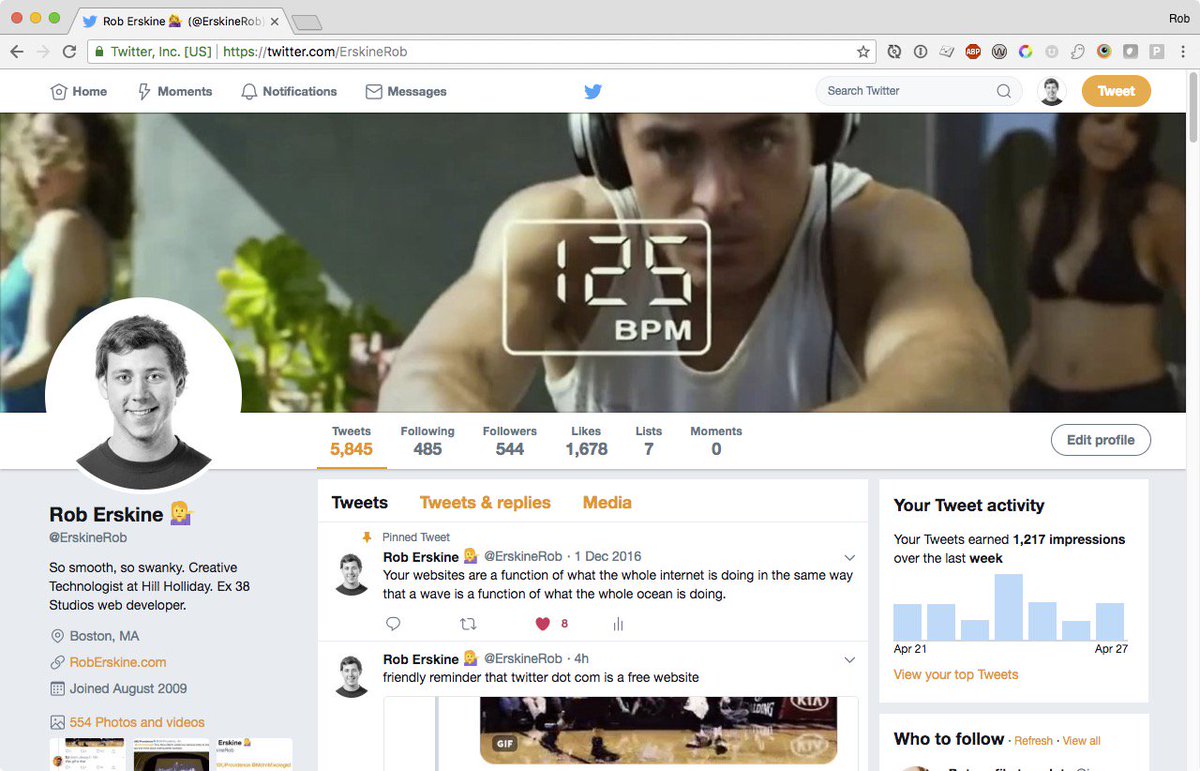 Rob Erskine 💁 (@ErskineRob)
Rob
Twitter, Inc. [US] | https://twitter.com/ErskineRob
ABP
Home
Moments
Notifications
Messages
Search Twitter
Tweet
125
BPM
Tweets
5,845
Following
485
Followers
544
Likes
1,678
Lists
7
Moments
0
Edit profile
Rob Erskine 💁
@ErskineRob
So smooth, so swanky. Creative
Technologist at Hill Holliday. Ex 38
Studios web developer.
Boston, MA
RobErskine.com
Joined August 2009
554 Photos and videos
Tweets Tweets & replies Media
Pinned Tweet
Rob Erskine 💁 @ErskineRob · 1 Dec 2016
Your websites are a function of what the whole internet is doing in the same way
that a wave is a function of what the whole ocean is doing.
8
Rob Erskine 💁 @ErskineRob · 4h
friendly reminder that twitter dot com is a free website
KIA
GIF
Your Tweet activity
Your Tweets earned 1,217 impressions
over the last week
Apr 21
Apr 27
View your top Tweets
Who to follow · Refresh · View all